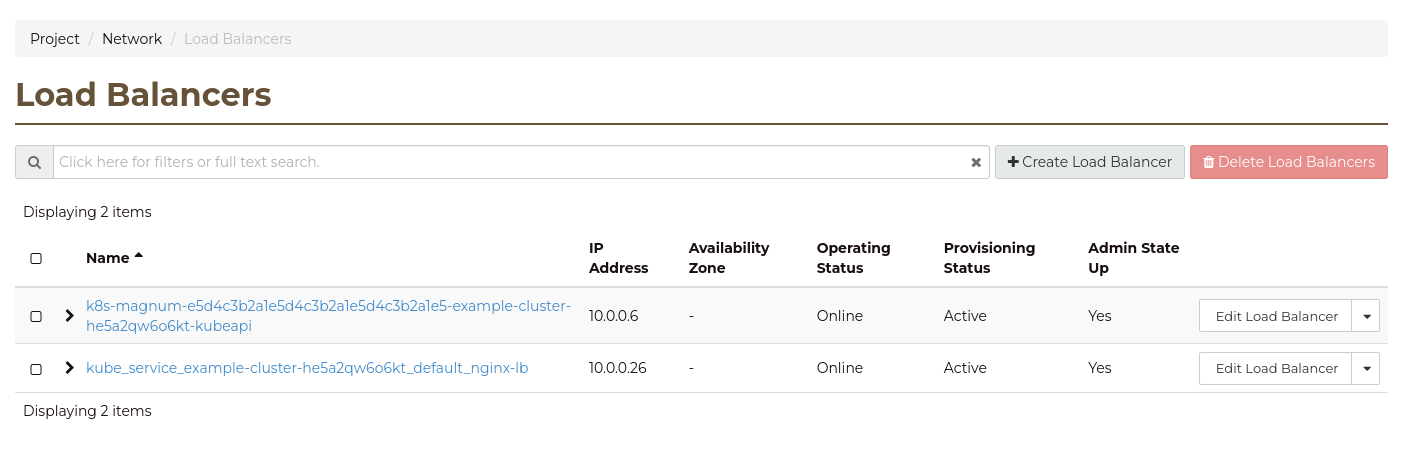 Project / Network / Load Balancers
Load Balancers
Click here for filters or full text search.
Create Load Balancer
Delete Load Balancers
Displaying 2 items
Name IP Address Availability Zone Operating Status Provisioning Status Admin State Up
k8s-magnum-e5d4c3b2a1e5d4c3b2a1e5d4c3b2a1e5-example-cluster-
he5a2qw6o6kt-kubeapi 10.0.0.6 - Online Active Yes Edit Load Balancer
kube_service_example-cluster-he5a2qw6o6kt_default_nginx-lb 10.0.0.26 - Online Active Yes Edit Load Balancer
Displaying 2 items